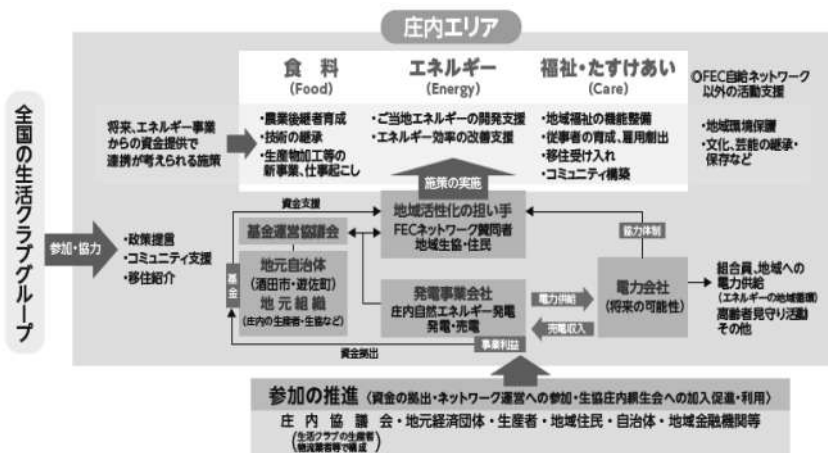 庄内エリア
全国の生活クラブグループ
参加・協力
・政策提言
・コミュニティ支援
・移住紹介
将来、エネルギー事業
からの資金提供で
連携が考えられる施策
食料
(Food)
・農業後継者育成
・技術の継承
・生産物加工等の
新事業、仕事起こし
エネルギー
(Energy)
・ご当地エネルギーの開発支援
・エネルギー効率の改善支援
福祉・たすけあい
(Care)
・地域福祉の機能整備
・従事者の育成、雇用創出
・移住受け入れ
・コミュニティ構築
◎FEC自給ネットワーク
以外の活動支援
・地域環境保護
・文化、芸能の継承・
保存など
施策の実施
資金支援
地域活性化の担い手
FECネットワーク賛同者
地域生協・住民
協力体制
基金運営協議会
地元自治体
(酒田市・遊佐町)
地元組織
(庄内の生産者・生協など)
基金
発電事業会社
庄内自然エネルギー発電
発電・売電
電力供給
売電収入
電力会社
(将来の可能性)
組合員、地域への
電力供給
(エネルギーの地域循環)
高齢者見守り活動
その他
資金拠出
事業利益
参加の推進〈資金の拠出・ネットワーク運営への参加・生協庄内親生会への加入促進・利用〉
庄内協議会・地元経済団体・生産者・地域住民・自治体・地域金融機関等
(生活クラブの生産者
物流業者等で構成)